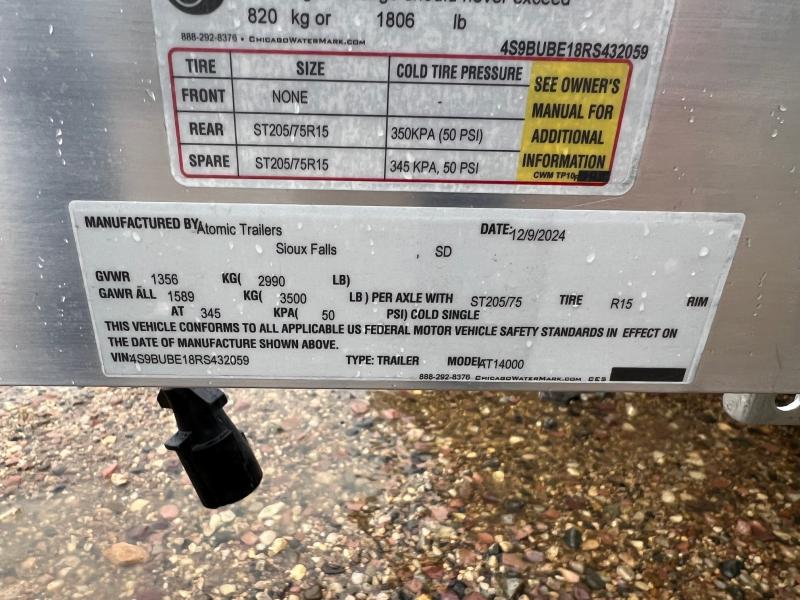 should never exceed
820 kg or 1806 lb
888-292-8376 • CHICAGOWATERMARK.COM 4S9BUBE18RS432059
TIRE SIZE COLD TIRE PRESSURE
FRONT NONE -
REAR ST205/75R15 350KPA (50 PSI)
SPARE ST205/75R15 345 KPA, 50 PSI
SEE OWNER'S
MANUAL FOR
ADDITIONAL
INFORMATION
CWM TP10
MANUFACTURED BY Atomic Trailers DATE: 12/9/2024
Sioux Falls , SD
GVWR 1356 KG( 2990 LB)
GAWR ALL 1589 KG( 3500 LB) PER AXLE WITH ST205/75 TIRE R15 RIM
AT 345 KPA( 50 PSI) COLD SINGLE
THIS VEHICLE CONFORMS TO ALL APPLICABLE US FEDERAL MOTOR VEHICLE SAFETY STANDARDS IN EFFECT ON
THE DATE OF MANUFACTURE SHOWN ABOVE.
VIN: 4S9BUBE18RS432059 TYPE: TRAILER MODEL AT14000
888-292-8376 CHICAGOWATERMARK.COM CES